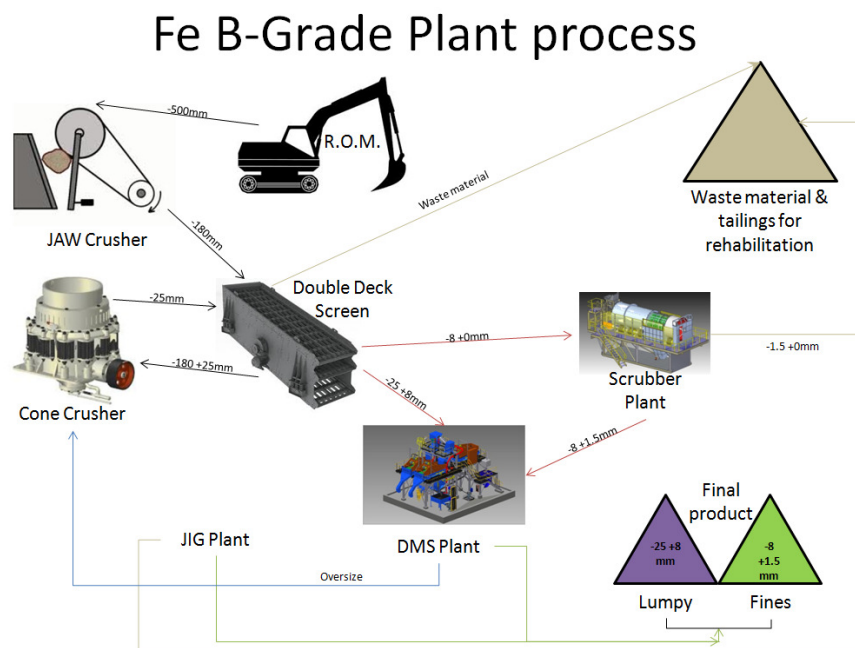 Fe B-Grade Plant process
-500mm
R.O.M.
JAW Crusher
-180mm
Waste material
Waste material &
tailings for
rehabilitation
Double Deck
Screen
-25mm
-8 +0mm
-1.5 +0mm
-180 +25mm
Scrubber
Plant
-25 +8mm
Cone Crusher
-8 +1.5mm
Final
product
JIG Plant
DMS Plant
-25 +8
mm
-8
+1.5
mm
Oversize
Lumpy
Fines